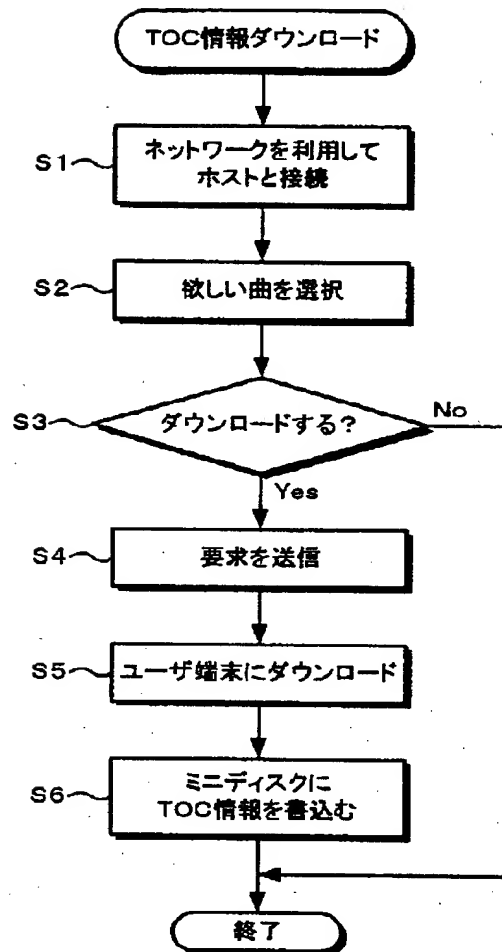 TOC情報ダウンロード
S1
ネットワークを利用して
ホストと接続
S2
欲しい曲を選択
S3
ダウンロードする?
No
Yes
S4
要求を送信
S5
ユーザ端末にダウンロード
S6
ミニディスクに
TOC情報を書込む
終了